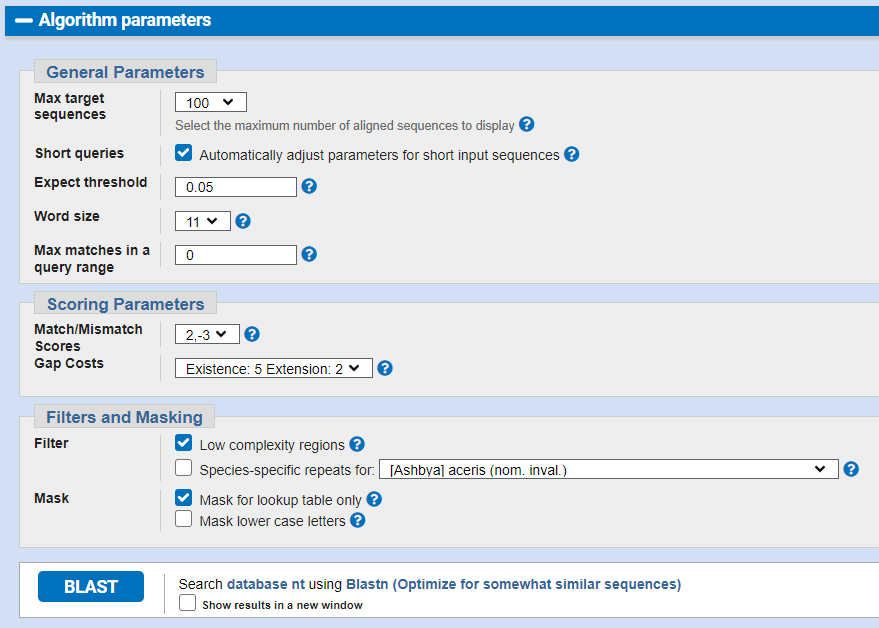 Algorithm parameters
General Parameters
Max target
sequences
100
Select the maximum number of aligned sequences to display ?
Short queries
Automatically adjust parameters for short input sequences ?
Expect threshold
0.05 ?
Word size
11 ?
Max matches in a
query range
0 ?
Scoring Parameters
Match/Mismatch
Scores
2,-3 ?
Gap Costs
Existence: 5 Extension: 2 ?
Filters and Masking
Filter
Low complexity regions ?
Species-specific repeats for: [Ashbya] aceris (nom. inval.) ?
Mask
Mask for lookup table only ?
Mask lower case letters ?
BLAST
Search database nt using Blastn (Optimize for somewhat similar sequences)
Show results in a new window